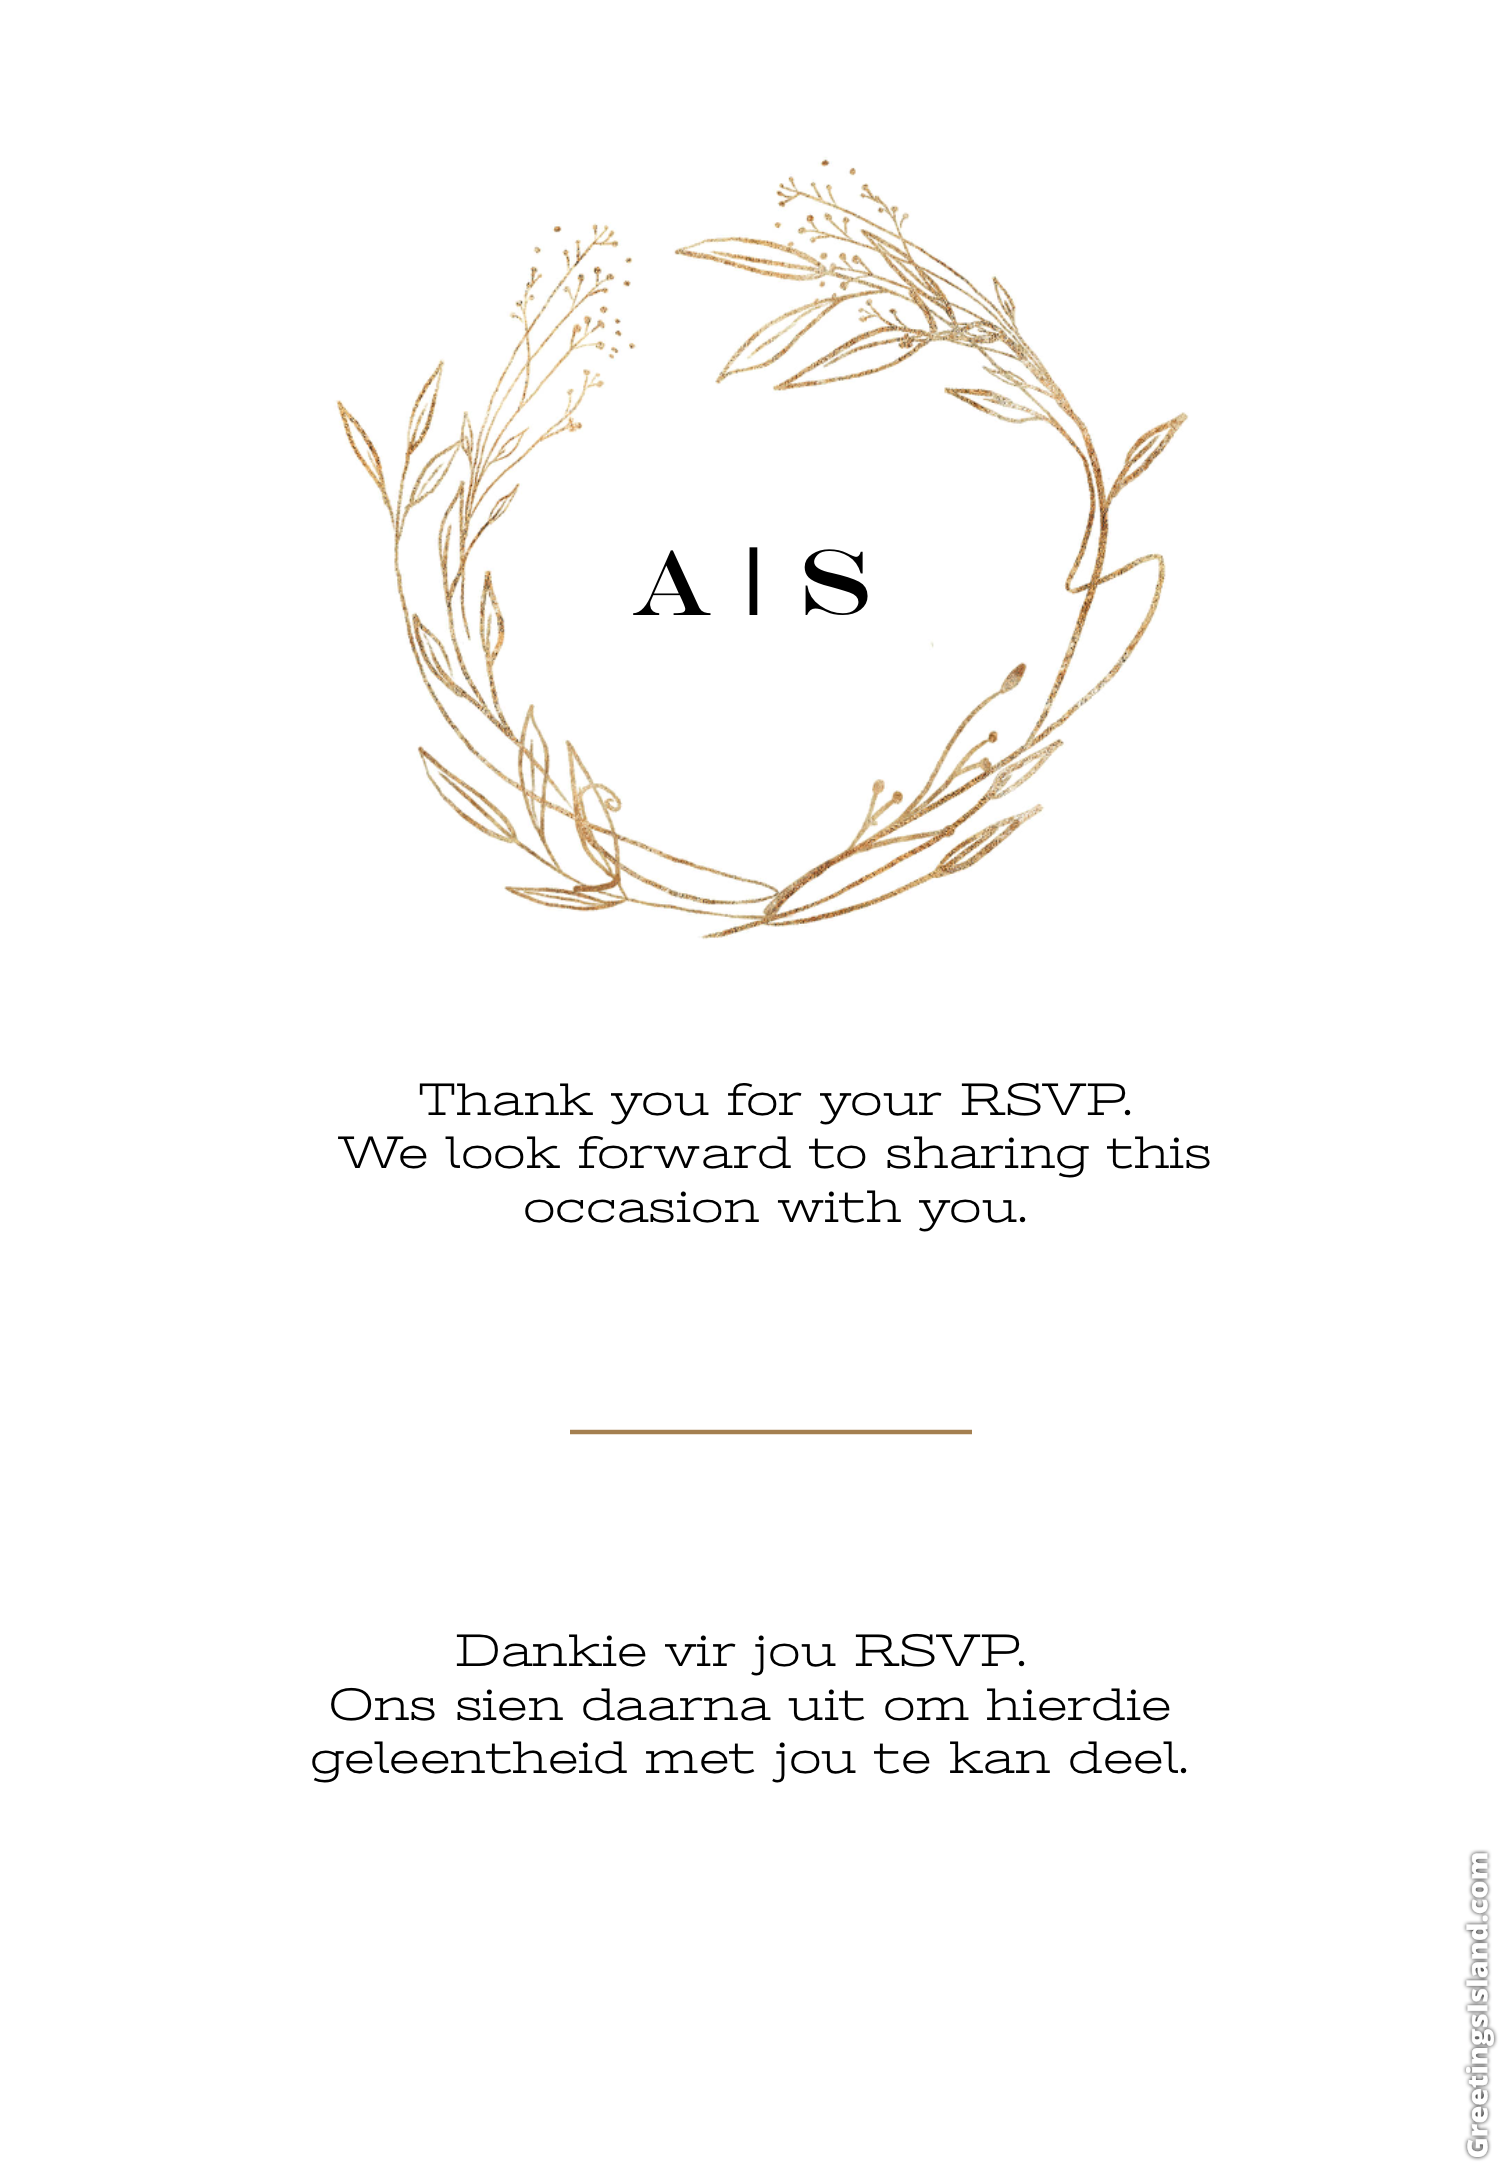 A | S
Thank you for your RSVP.
We look forward to sharing this
occasion with you.
Dankie vir jou RSVP.
Ons sien daarna uit om hierdie
geleentheid met jou te kan deel.
GreetingsIsland.com